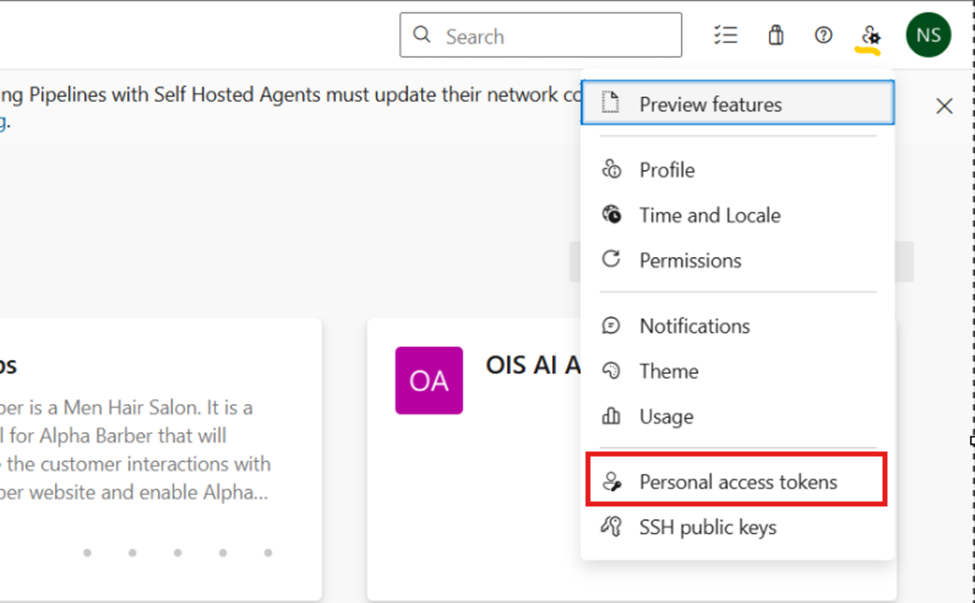 Search
NS
ng Pipelines with Self Hosted Agents must update their network co
g.
Preview features
Profile
Time and Locale
Permissions
Notifications
Theme
Usage
Personal access tokens
SSH public keys
os
ber is a Men Hair Salon. It is a
l for Alpha Barber that will
the customer interactions with
ber website and enable Alpha...
OA
OIS AI A